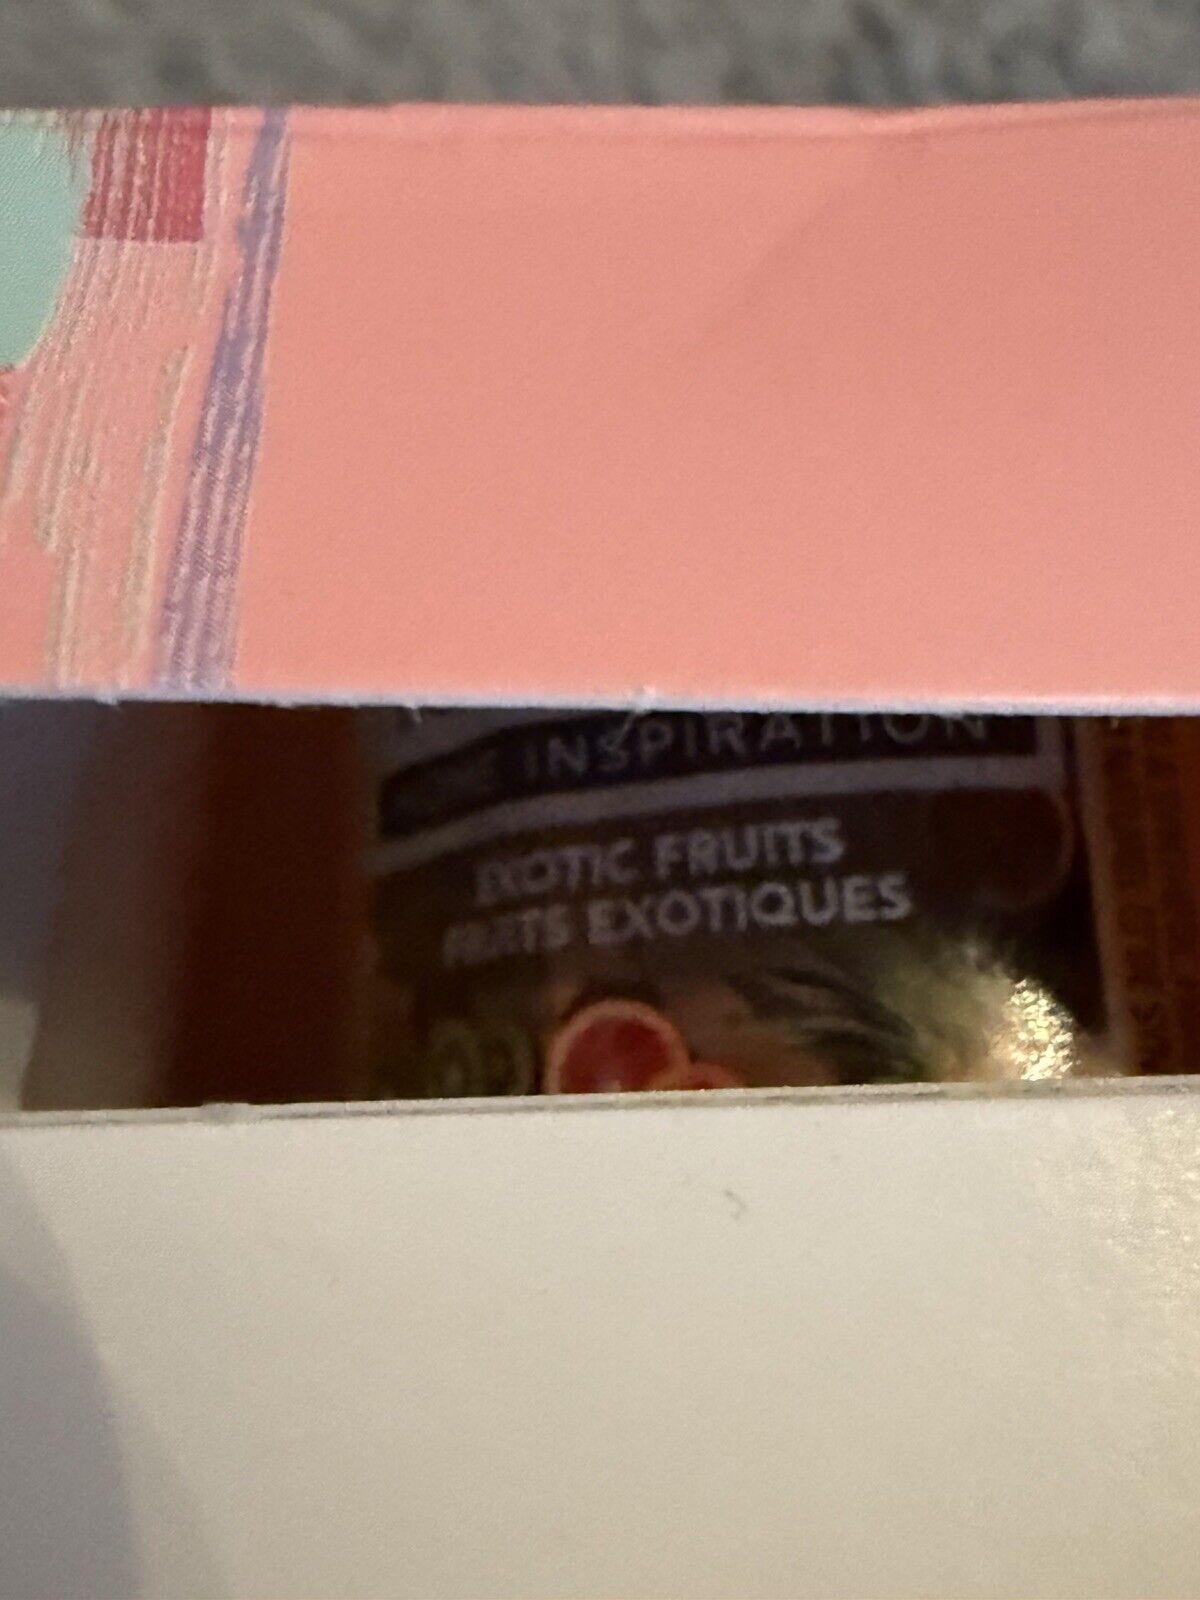 INSPIRATION
EXOTIC FRUITS
FRUITS EXOTIQUES